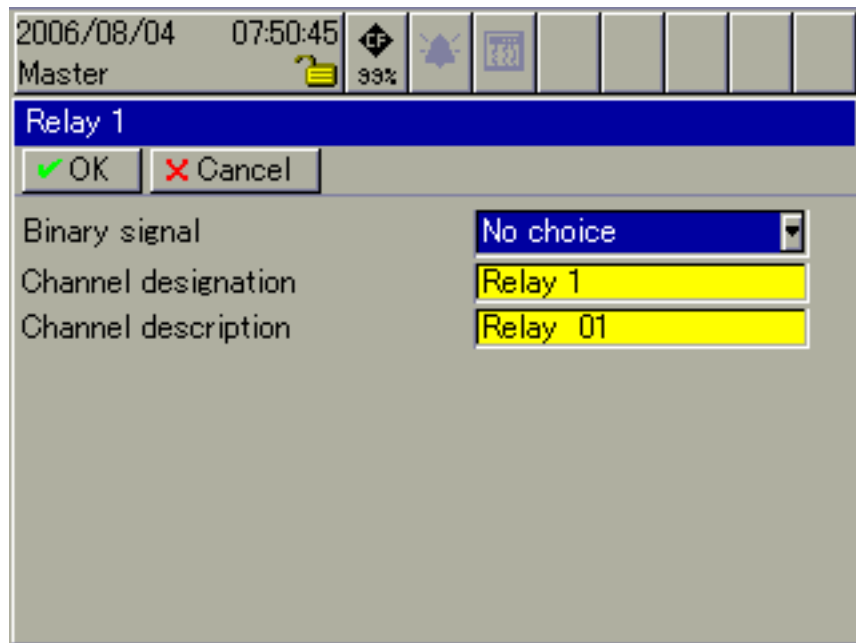 2006/08/04 07:50:45
Master
CF
99%
Relay 1
OK Cancel
Binary signal No choice
Channel designation Relay 1
Channel description Relay 01